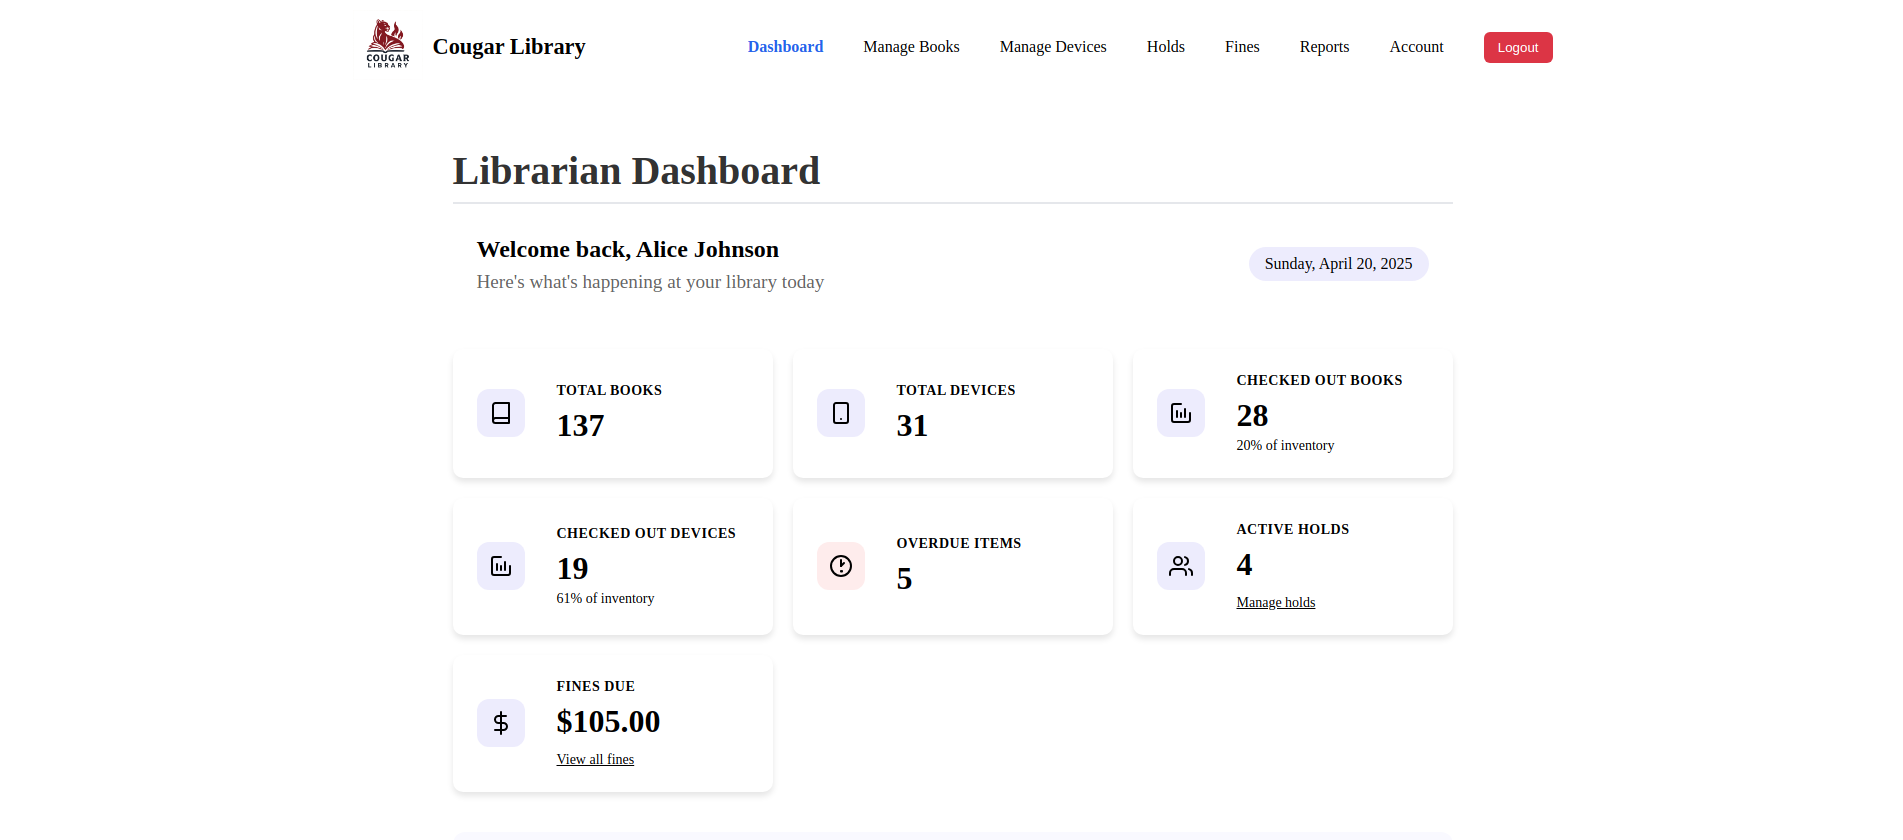 COUGAR
LIBRARY
Cougar Library
Dashboard
Manage Books
Manage Devices
Holds
Fines
Reports
Account
Logout
Librarian Dashboard
Welcome back, Alice Johnson
Here's what's happening at your library today
Sunday, April 20, 2025
TOTAL BOOKS
137
TOTAL DEVICES
31
CHECKED OUT BOOKS
28
20% of inventory
CHECKED OUT DEVICES
19
61% of inventory
OVERDUE ITEMS
5
ACTIVE HOLDS
4
Manage holds
FINES DUE
$105.00
View all fines